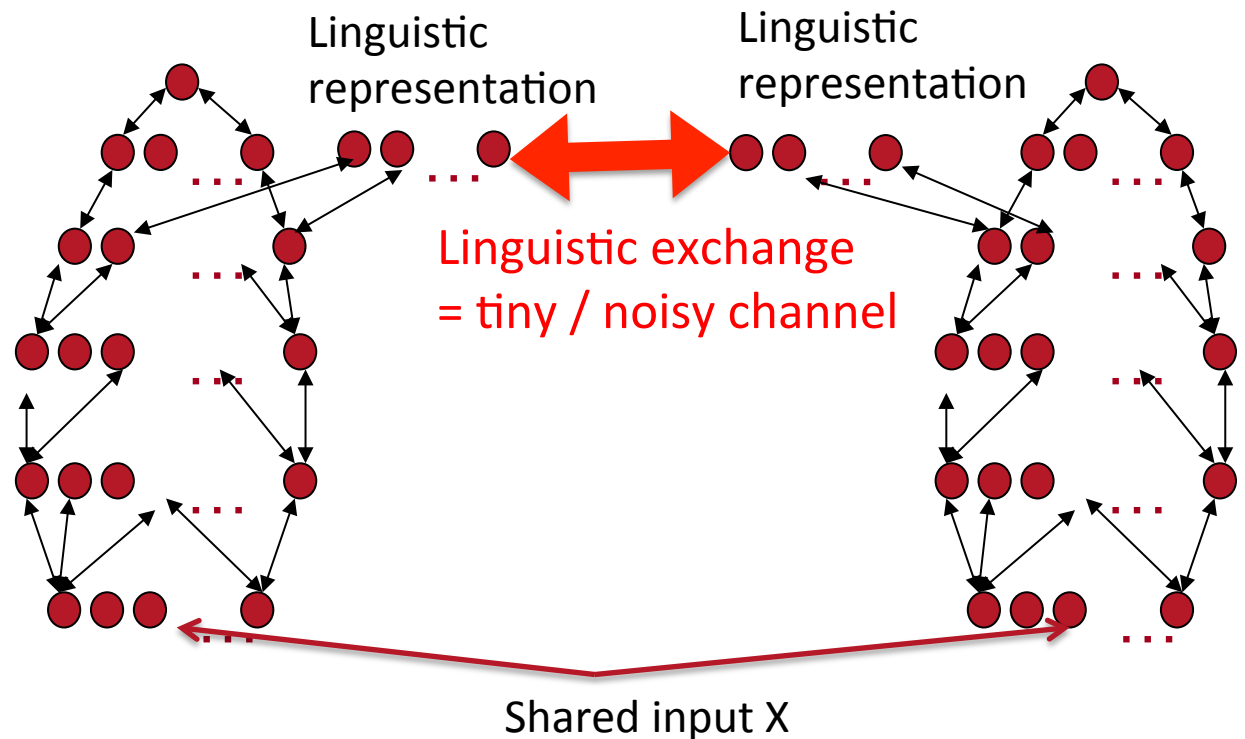 Linguistic
representation
Linguistic
representation
Linguistic exchange
= tiny / noisy channel
Shared input X